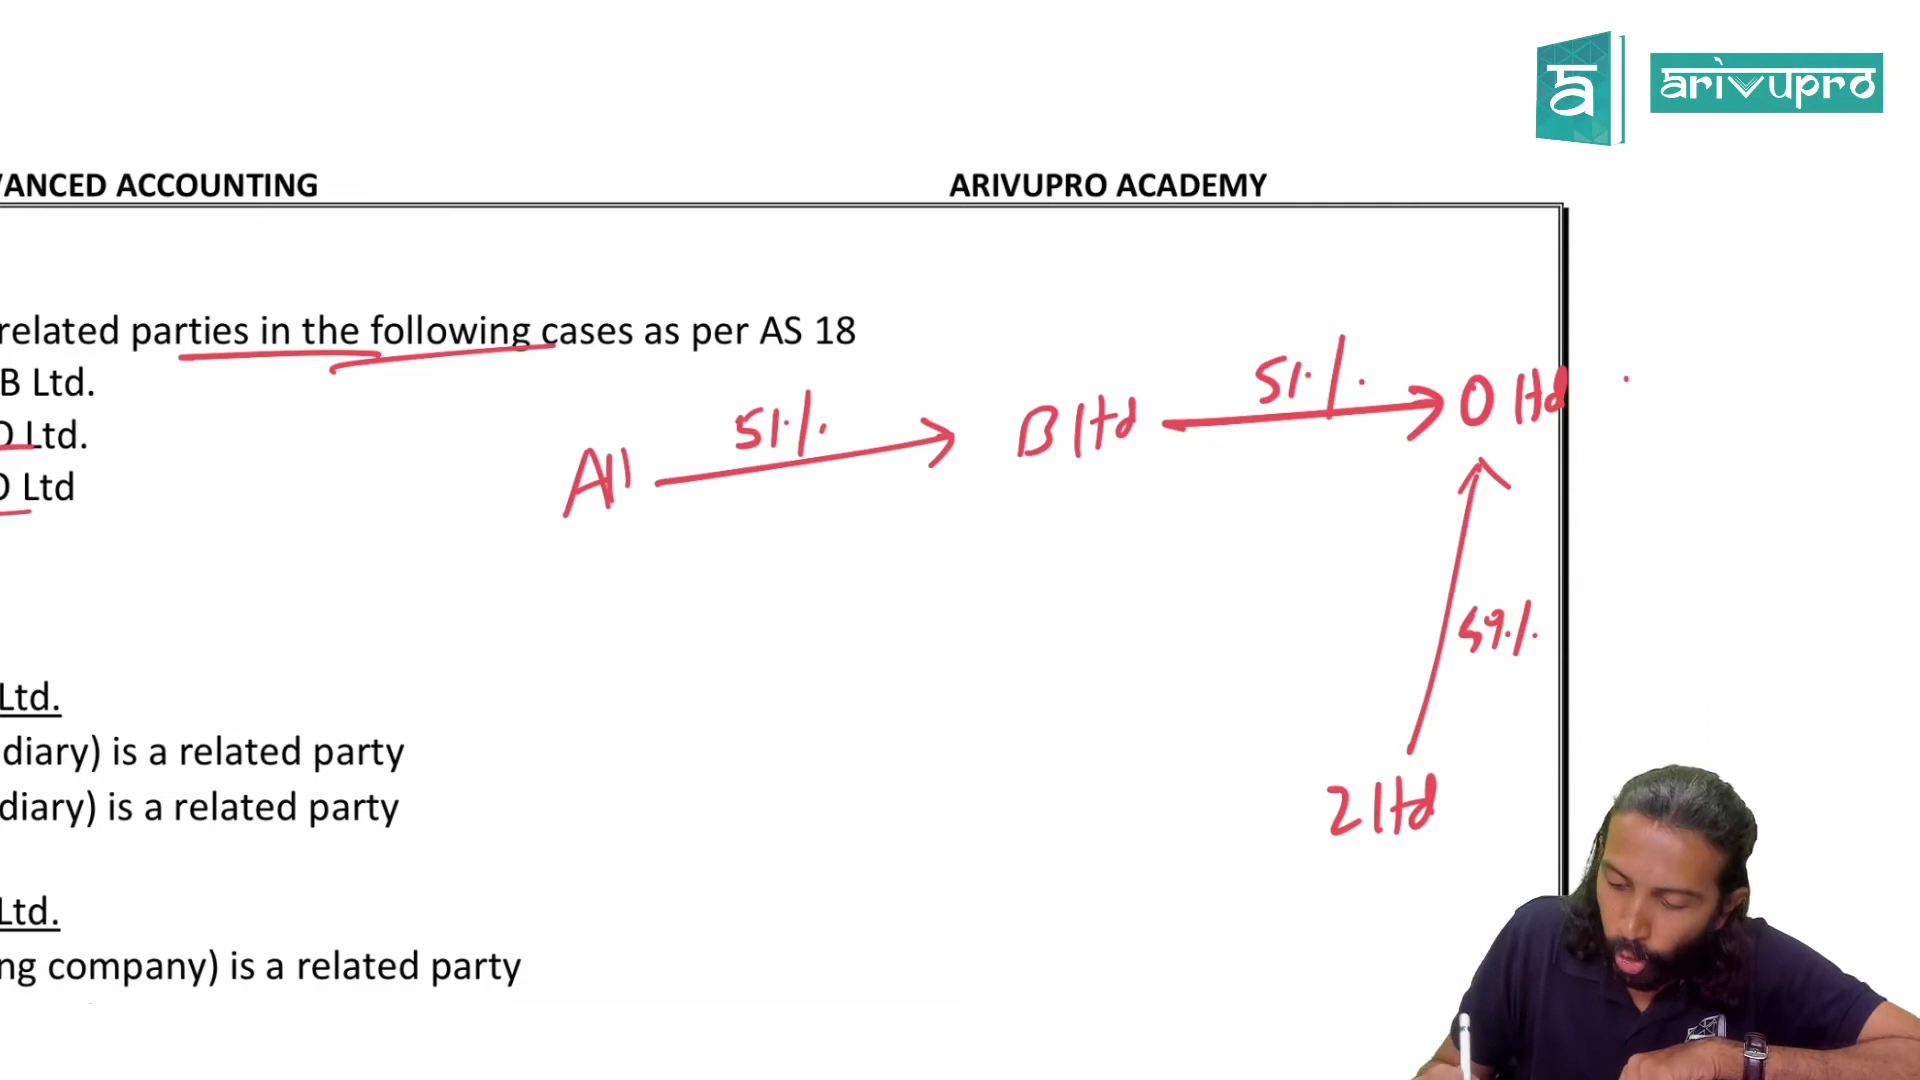 a arivupro
VANCED ACCOUNTING ARIVUPRO ACADEMY
related parties in the following cases as per AS 18
B Ltd.
O Ltd.
O Ltd
All 51% B ltd 51% O ltd
49%
Z ltd
Ltd.
diary) is a related party
diary) is a related party
Ltd.
ng company) is a related party